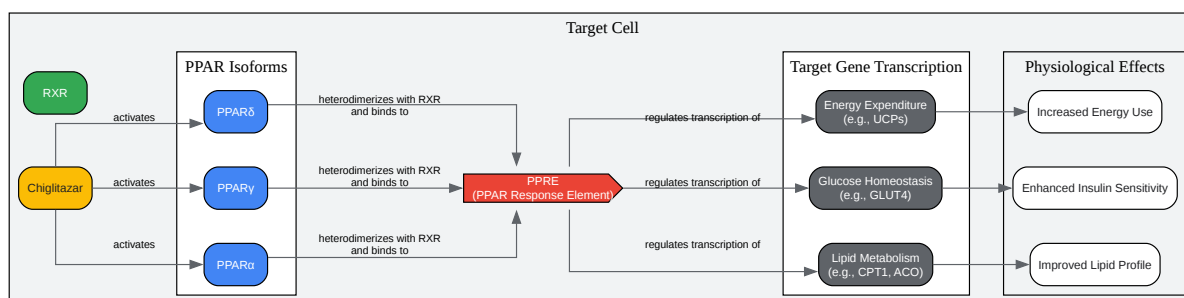 Target Cell
PPAR Isoforms
Target Gene Transcription
Physiological Effects
RXR
activates
PPARδ
heterodimerizes with RXR
and binds to
regulates transcription of
Energy Expenditure
(e.g., UCPs)
Increased Energy Use
Chiglitazar
activates
PPARγ
heterodimerizes with RXR
and binds to
PPRE
(PPAR Response Element)
regulates transcription of
Glucose Homeostasis
(e.g., GLUT4)
Enhanced Insulin Sensitivity
activates
PPARα
heterodimerizes with RXR
and binds to
regulates transcription of
Lipid Metabolism
(e.g., CPT1, ACO)
Improved Lipid Profile